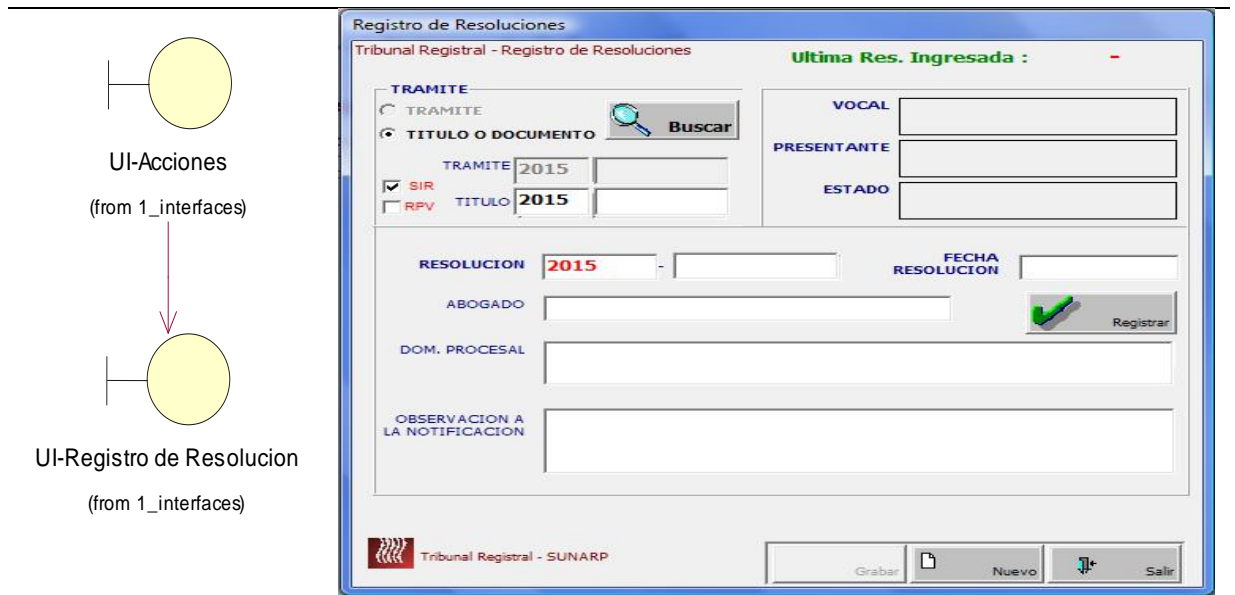 UI-Acciones
(from 1_interfaces)
UI-Registro de Resolucion
(from 1_interfaces)
Registro de Resoluciones
Tribunal Registral - Registro de Resoluciones
Ultima Res. Ingresada : -
TRAMITE
TRAMITE
TITULO O DOCUMENTO
Buscar
TRAMITE 2015
SIR
RPV
TITULO 2015
VOCAL
PRESENTANTE
ESTADO
RESOLUCION 2015 -
FECHA
RESOLUCION
ABOGADO
Registrar
DOM. PROCESAL
OBSERVACION A
LA NOTIFICACION
Tribunal Registral - SUNARP
Grabar
Nuevo
Salir